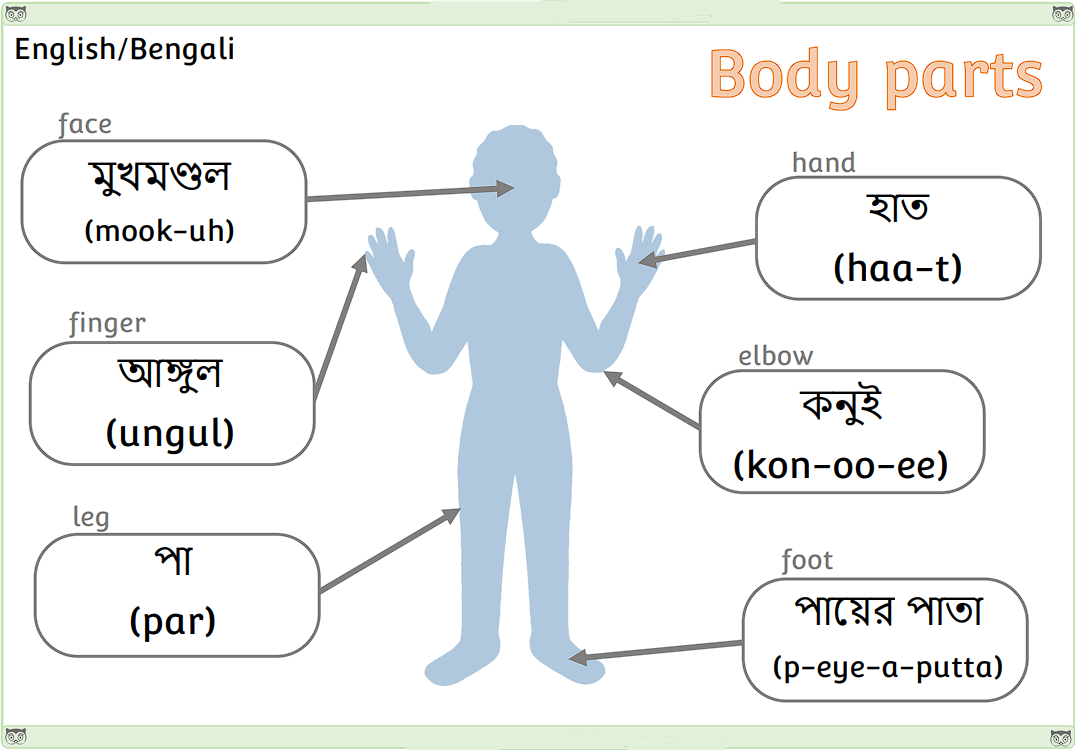 English/Bengali
Body parts
face
মুখমণ্ডল
(mook-uh)
finger
আঙ্গুল
(ungul)
leg
পা
(par)
hand
হাত
(haa-t)
elbow
কনুই
(kon-oo-ee)
foot
পায়ের পাতা
(p-eye-a-putta)